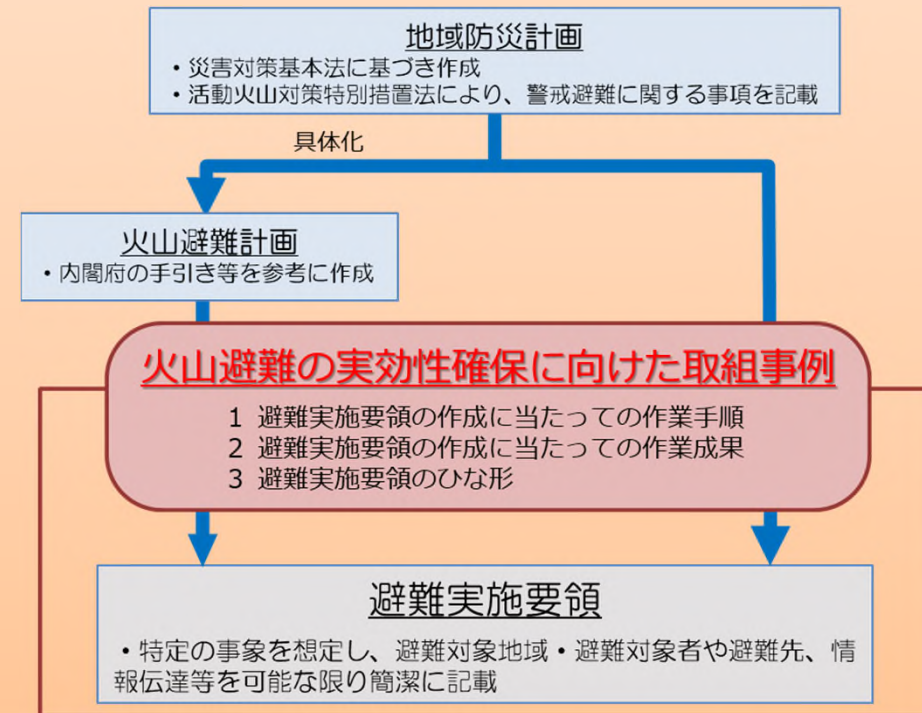 地域防災計画
・災害対策基本法に基づき作成
・活動火山対策特別措置法により、警戒避難に関する事項を記載
具体化
火山避難計画
・内閣府の手引き等を参考に作成
火山避難の実効性確保に向けた取組事例
1 避難実施要領の作成に当たっての作業手順
2 避難実施要領の作成に当たっての作業成果
3 避難実施要領のひな形
避難実施要領
・特定の事象を想定し、避難対象地域・避難対象者や避難先、情
報伝達等を可能な限り簡潔に記載